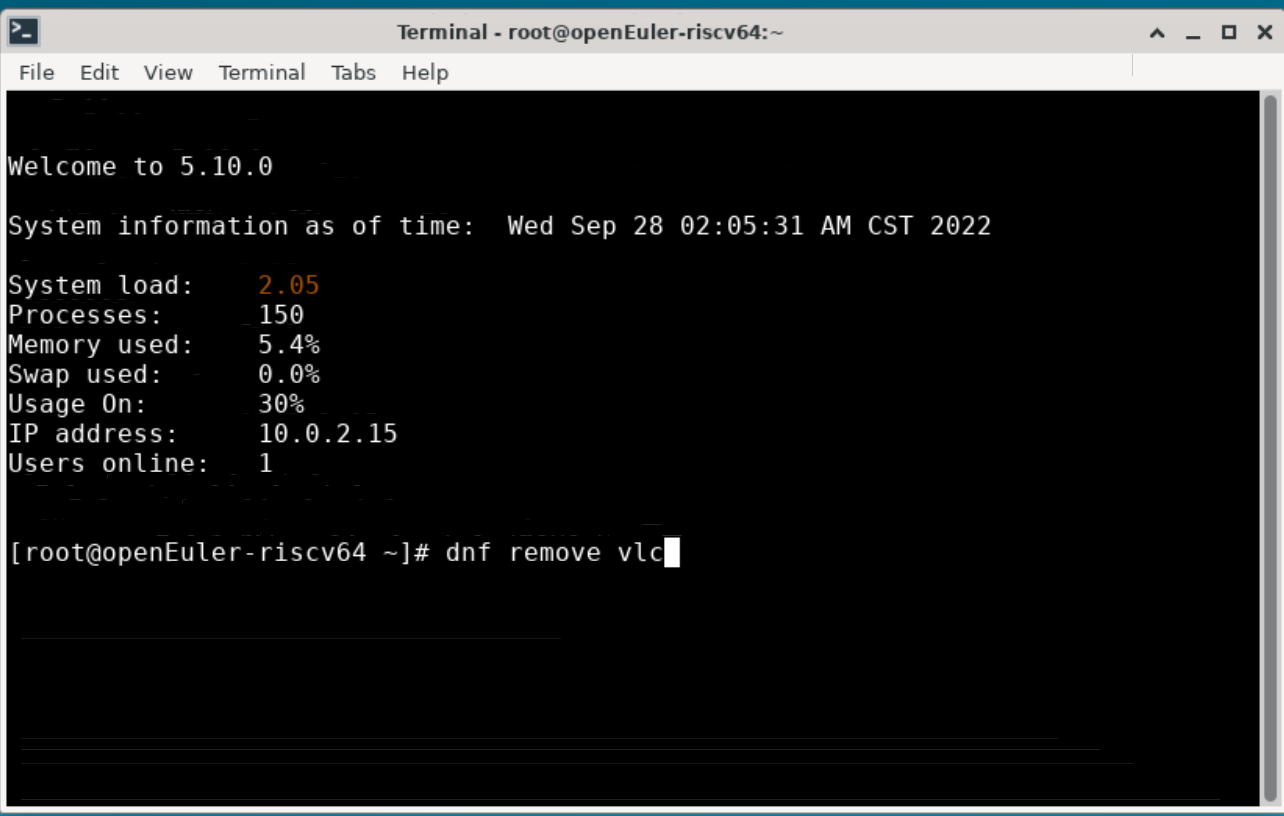 Terminal - root@openEuler-riscv64:~
File Edit View Terminal Tabs Help
Welcome to 5.10.0
System information as of time:  Wed Sep 28 02:05:31 AM CST 2022
System load:    2.05
Processes:      150
Memory used:    5.4%
Swap used:      0.0%
Usage On:       30%
IP address:     10.0.2.15
Users online:   1
[root@openEuler-riscv64 ~]# dnf remove vlc